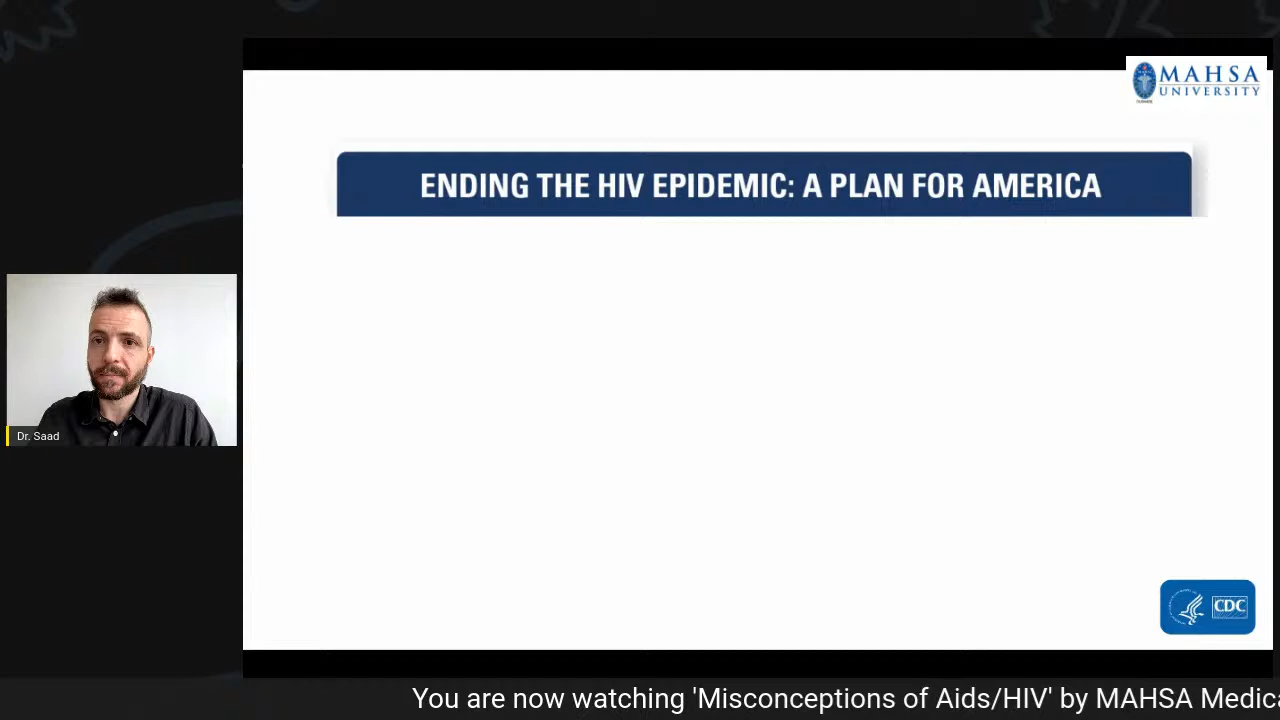 MAHSA
UNIVERSITY
ENDING THE HIV EPIDEMIC: A PLAN FOR AMERICA
Dr. Saad
CDC
You are now watching 'Misconceptions of Aids/HIV' by MAHSA Medic